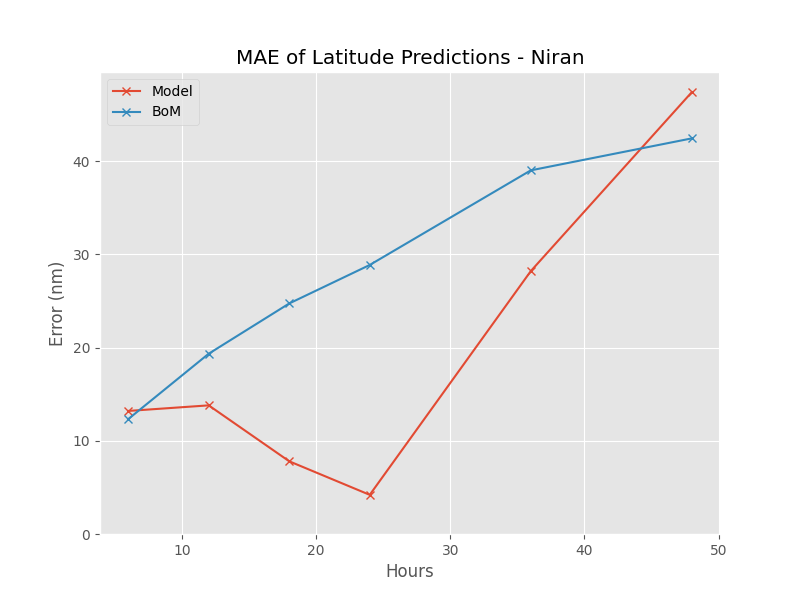 MAE of Latitude Predictions - Niran
Model
BoM
40
30
20
10
0
Error (nm)
10 20 30 40 50
Hours